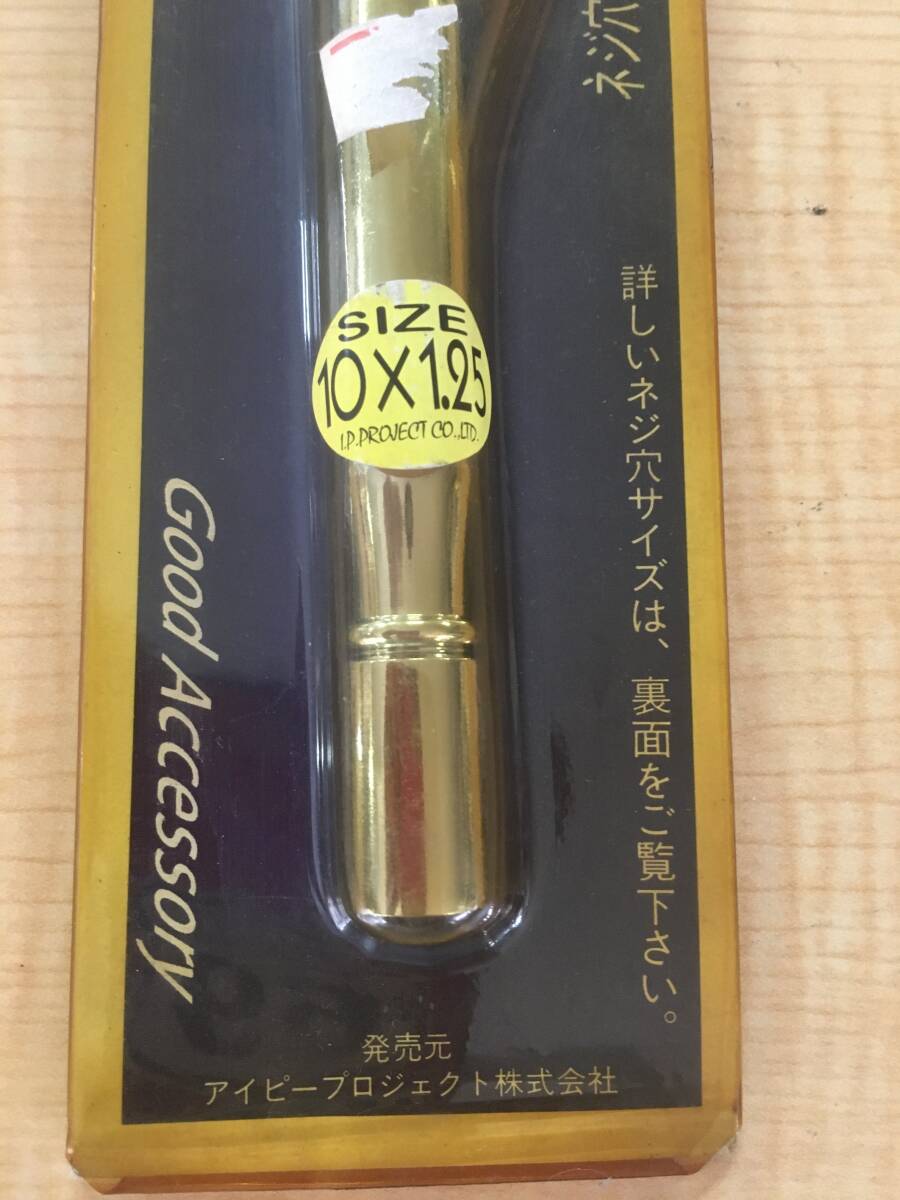 ネジ穴
詳しいネジ穴サイズは、裏面をご覧下さい。
SIZE
10X1.25
I.P.PROJECT CO.,LTD.
Good Accessory
発売元
アイピープロジェクト株式会社